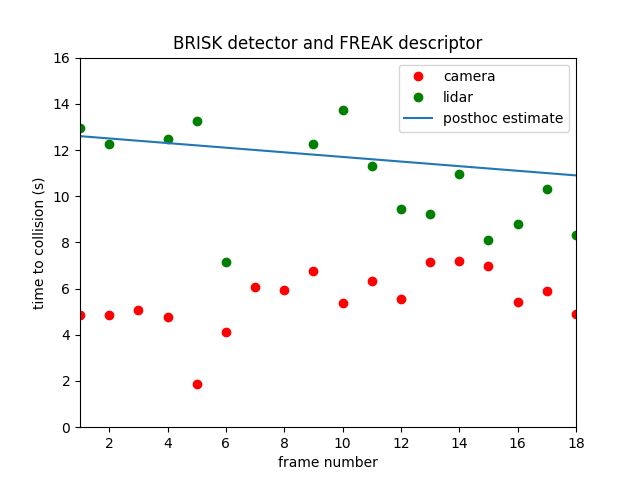 BRISK detector and FREAK descriptor
16
14
12
10
8
6
4
2
0
time to collision (s)
camera
lidar
posthoc estimate
2 4 6 8 10 12 14 16 18
frame number